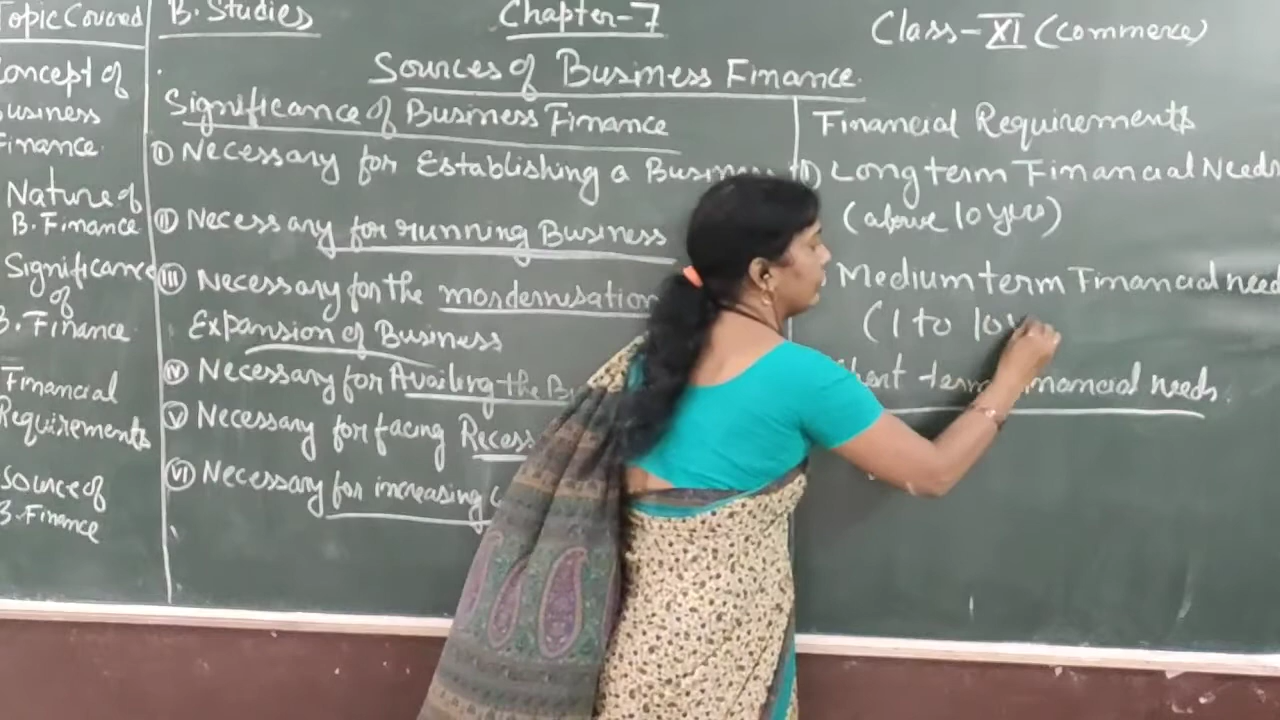 Topic Covered
Concept of
Business
Finance
Nature of
B. Finance
Significance
of
B. Finance
Financial
Requirements
Source of
B. Finance
B. Studies
Chapter-7
Class-XI (Commerce)
Sources of Business Finance
Significance of Business Finance
(I) Necessary for Establishing a Business
(II) Necessary for running Business
(III) Necessary for the mordernisation
Expansion of Business
(IV) Necessary for Availing the
(V) Necessary for facing
(VI) Necessary for increasing
Financial Requirements
(I) Long term Financial Needs
(above 10 yers)
Medium term Financial need
(1 to 10 y
Short term Financial needs